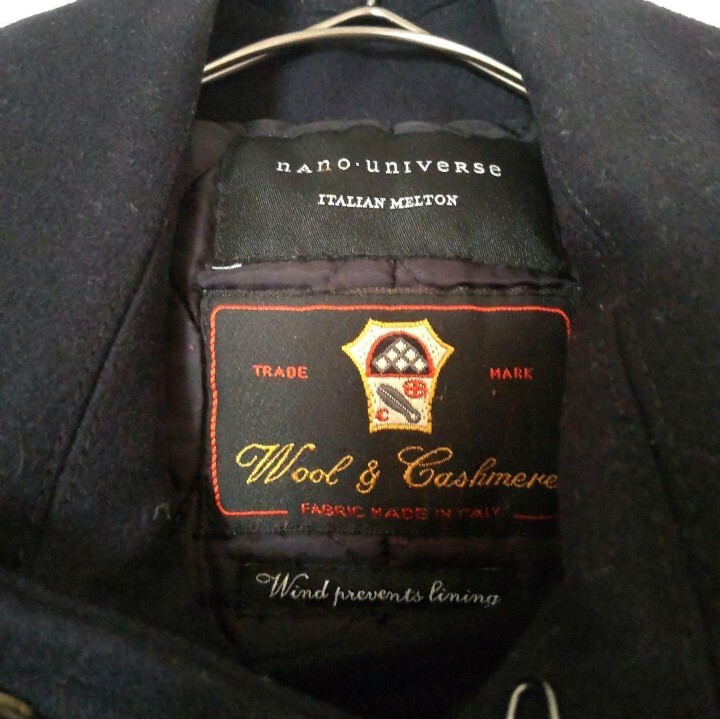 nano·universe
ITALIAN MELTON
TRADE MARK
Wool & Cashmere
FABRIC MADE IN ITALY
Wind prevents lining